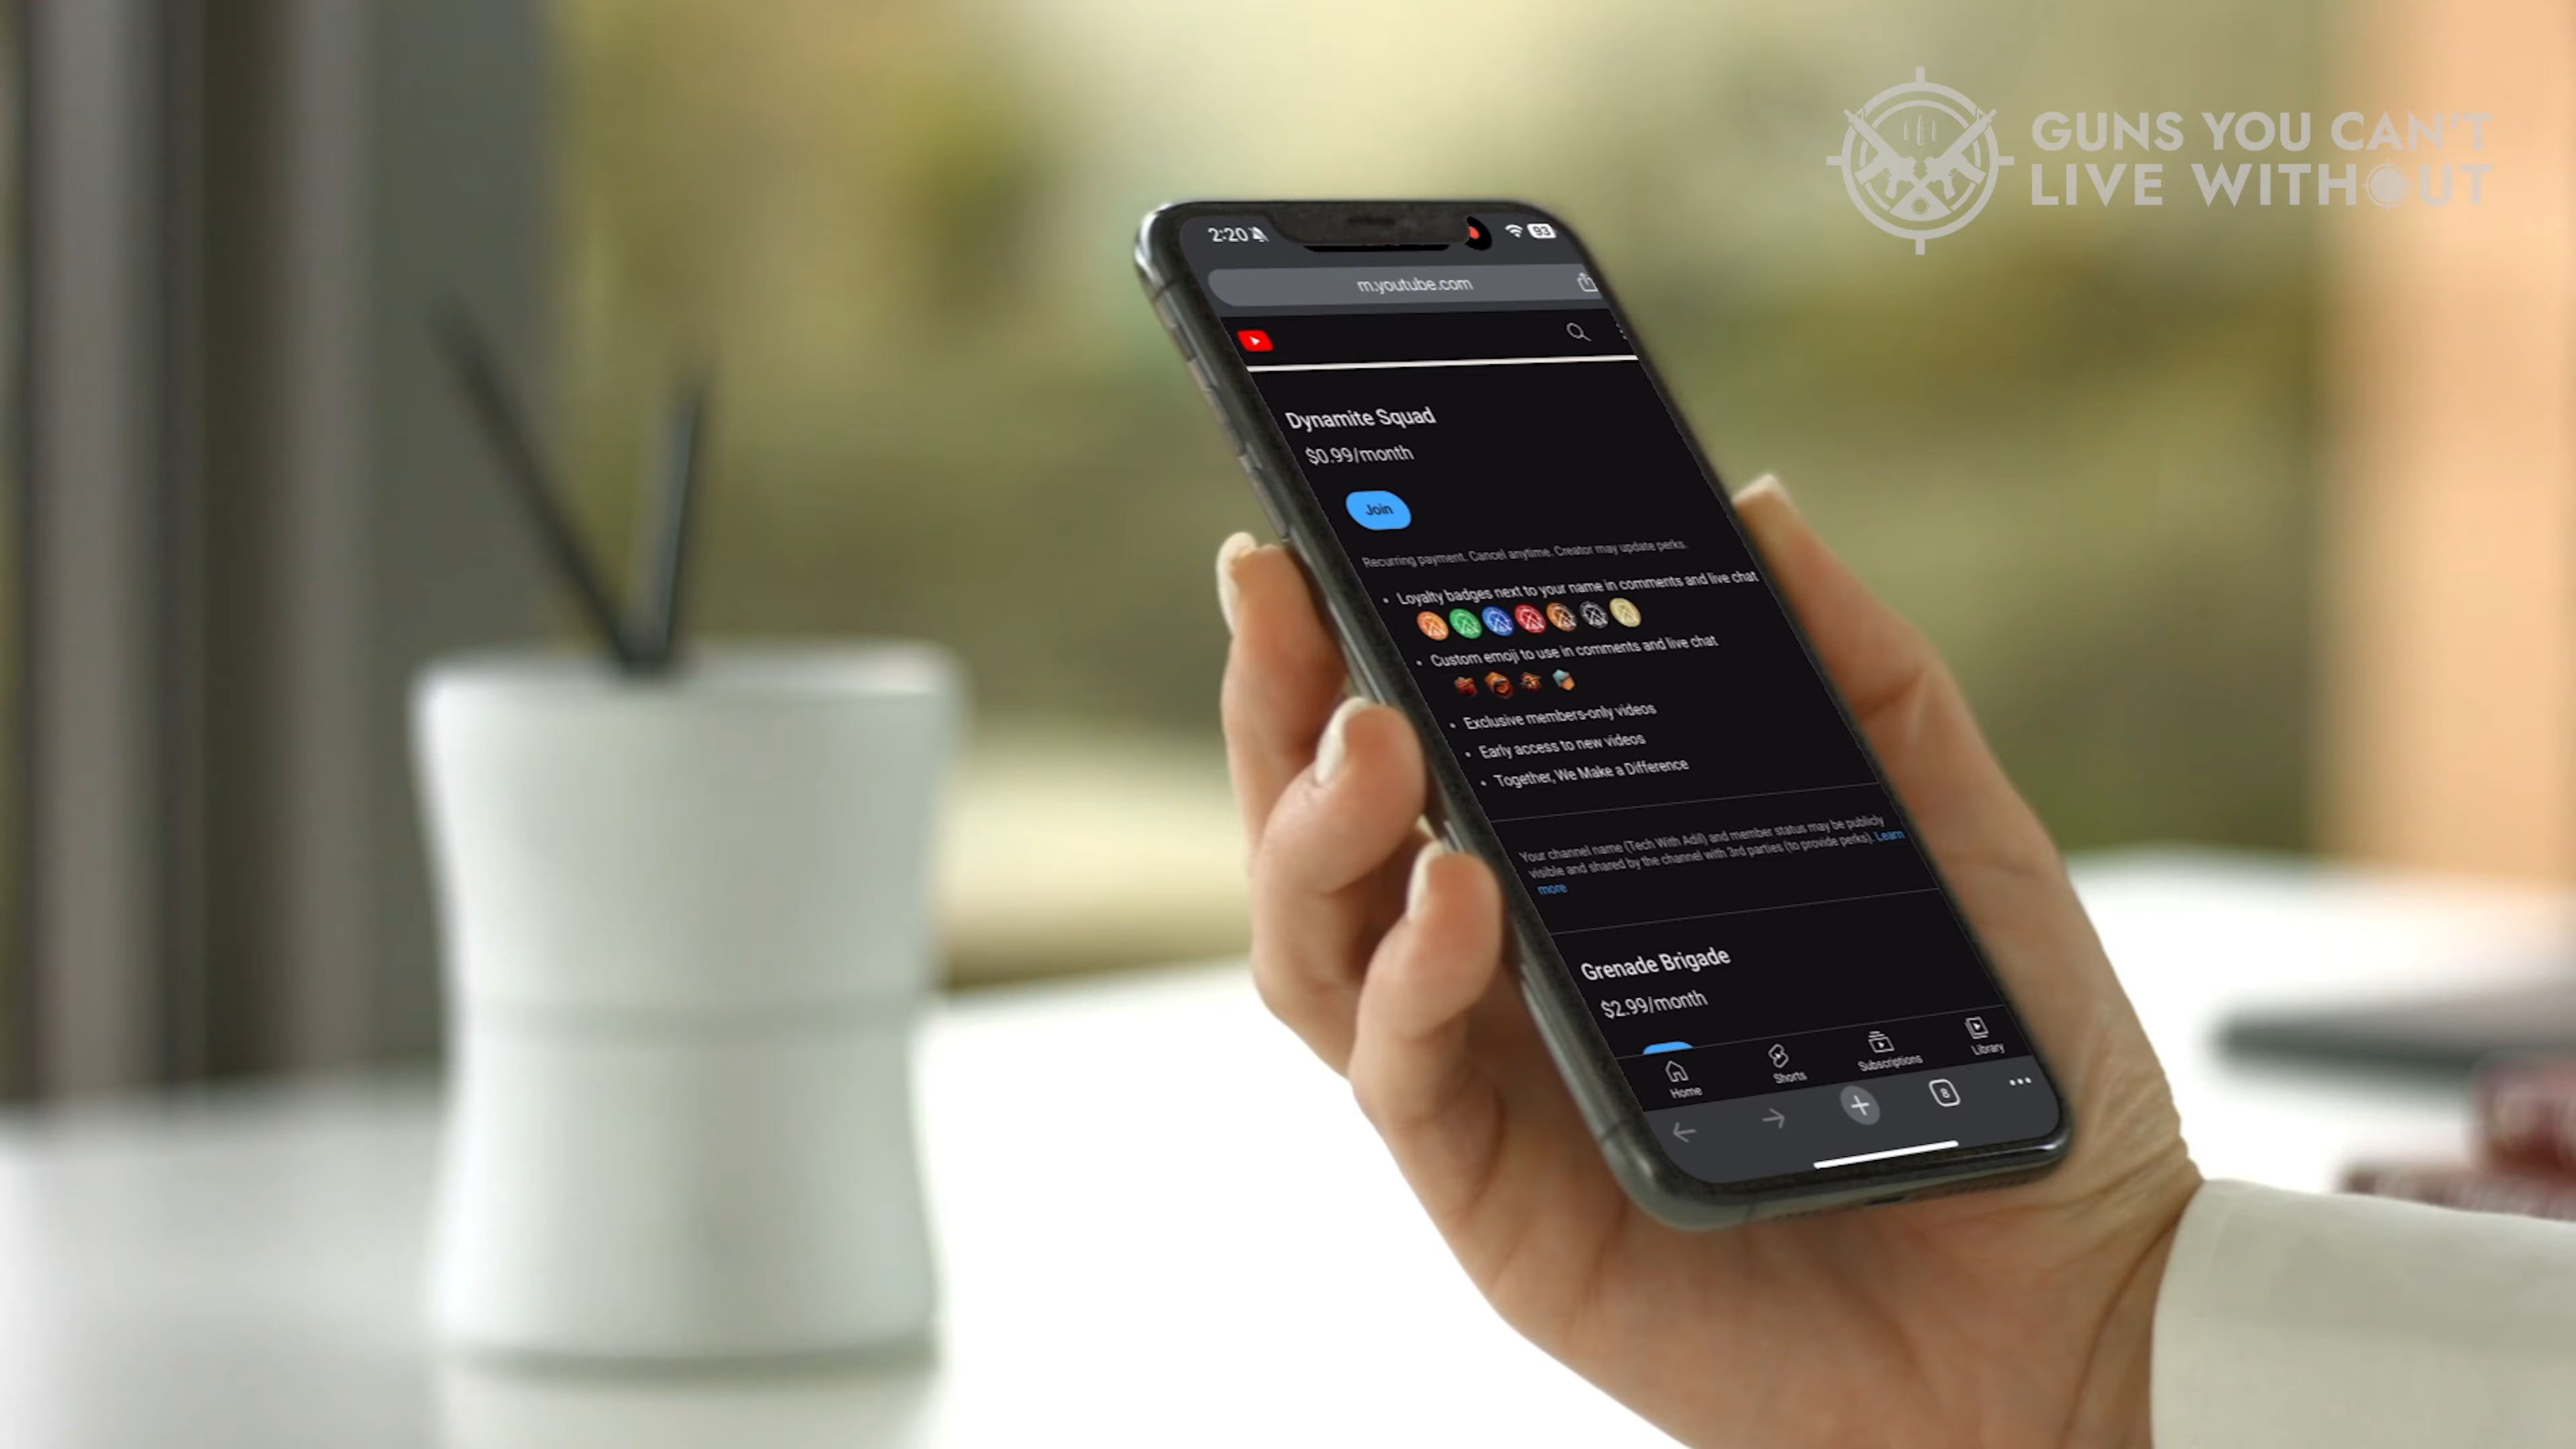 GUNS YOU CAN'T
LIVE WITHOUT
2:20
93
m.youtube.com
Dynamite Squad
$0.99/month
Join
Recurring payment. Cancel anytime. Creator may update perks.
• Loyalty badges next to your name in comments and live chat
• Custom emoji to use in comments and live chat
• Exclusive members-only videos
• Early access to new videos
• Together, We Make a Difference
Your channel name (Tech With Adil) and member status may be publicly
visible and shared by the channel with 3rd parties (to provide perks). Learn
more
Grenade Brigade
$2.99/month
Home
Shorts
Subscriptions
Library
8